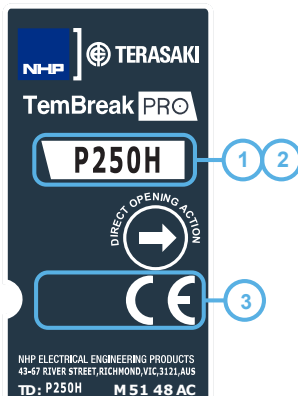 NHP TERASAKI
TemBreak PRO
P250H
1 2
DIRECT OPENING ACTION
CE
3
NHP ELECTRICAL ENGINEERING PRODUCTS
43-67 RIVER STREET,RICHMOND,VIC,3121,AUS
TD: P250H M 51 48 AC